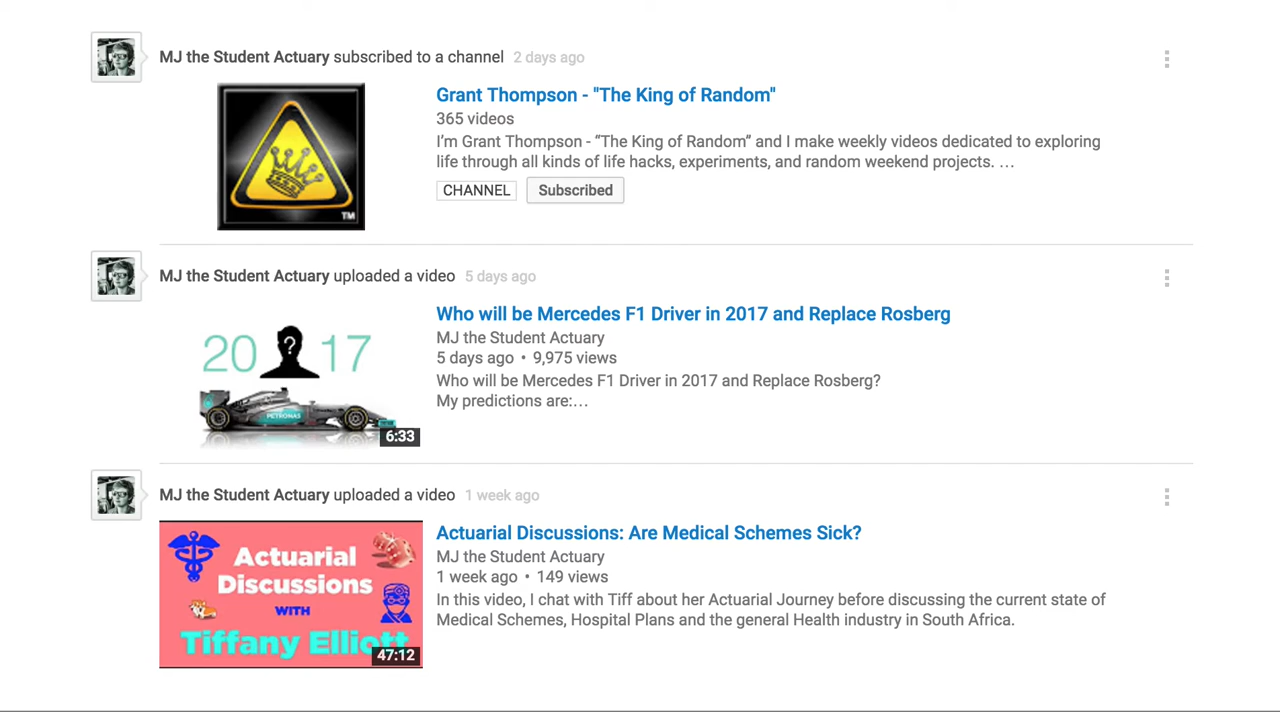 MJ the Student Actuary subscribed to a channel 2 days ago
Grant Thompson - "The King of Random"
365 videos
I'm Grant Thompson - “The King of Random” and I make weekly videos dedicated to exploring
life through all kinds of life hacks, experiments, and random weekend projects. …
CHANNEL Subscribed
TM
MJ the Student Actuary uploaded a video 5 days ago
Who will be Mercedes F1 Driver in 2017 and Replace Rosberg
MJ the Student Actuary
5 days ago • 9,975 views
Who will be Mercedes F1 Driver in 2017 and Replace Rosberg?
My predictions are:…
20 ? 17
PETRONAS
6:33
MJ the Student Actuary uploaded a video 1 week ago
Actuarial Discussions: Are Medical Schemes Sick?
MJ the Student Actuary
1 week ago • 149 views
In this video, I chat with Tiff about her Actuarial Journey before discussing the current state of
Medical Schemes, Hospital Plans and the general Health industry in South Africa.
Actuarial
Discussions
WITH
Tiffany Elliott
47:12